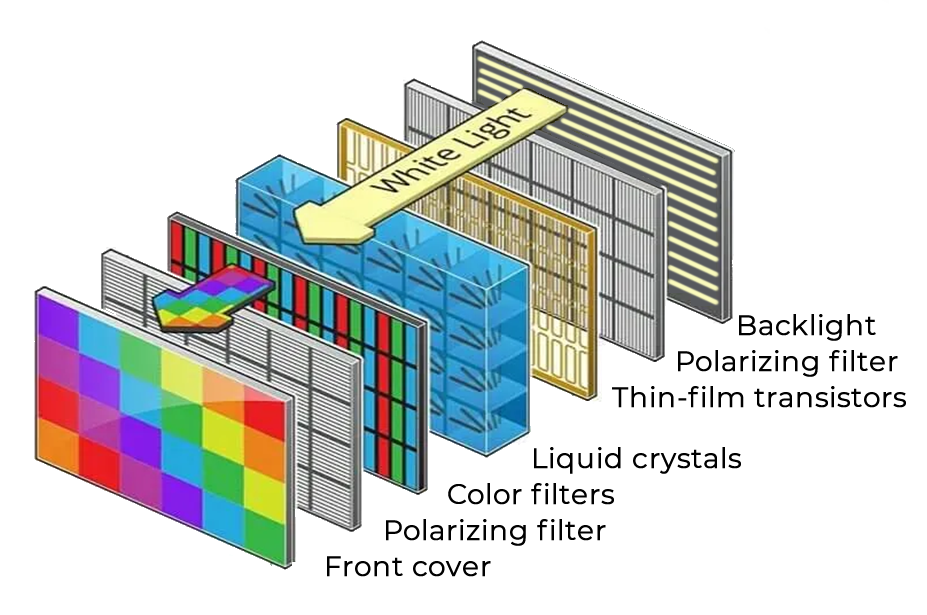 White Light
Backlight
Polarizing filter
Thin-film transistors
Liquid crystals
Color filters
Polarizing filter
Front cover